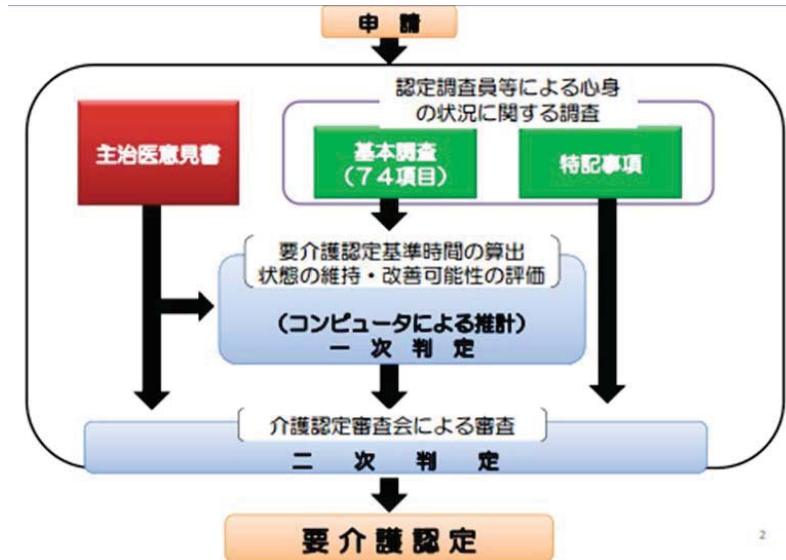 申 請
認定調査員等による心身
の状況に関する調査
主治医意見書
基本調査
（74項目）
特記事項
要介護認定基準時間の算出
状態の維持・改善可能性の評価
（コンピュータによる推計）
一 次 判 定
介護認定審査会による審査
二 次 判 定
要介護認定
2